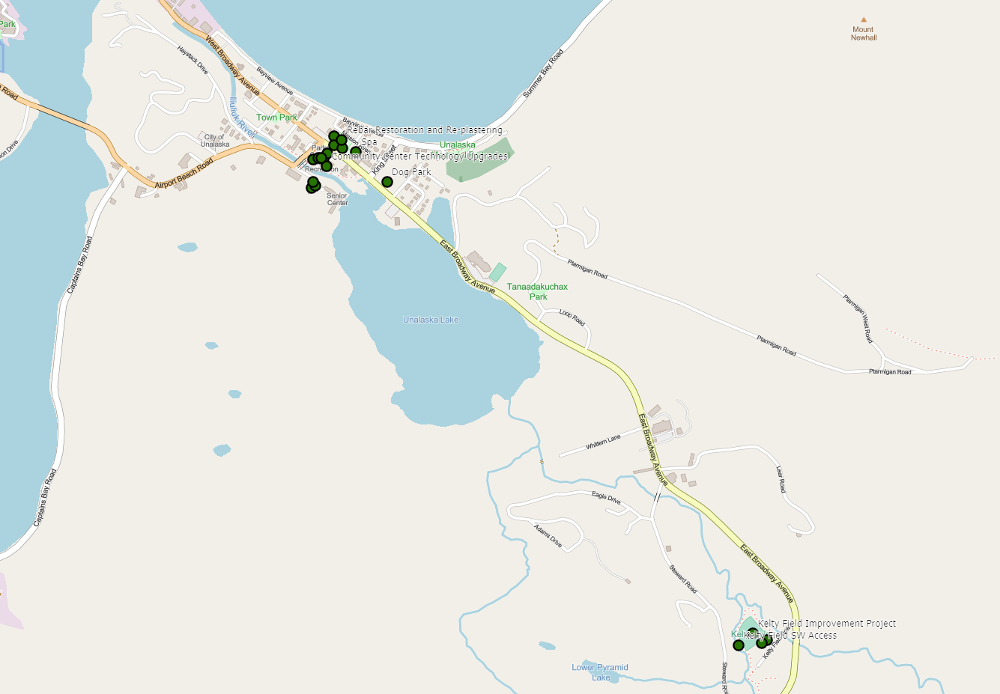 Park
Mount
Newhall
Haystack Drive
West Broadway Avenue
Bayview Avenue
Summer Bay Road
Iliuliuk River
Town Park
Bayview Avenue
Rebar Restoration and Re-plastering
City of
Unalaska
Spa
Unalaska
Community Center Technology Upgrades
King Street
Dog Park
Airport Beach Road
Senior
Center
Captains Bay Road
East Broadway Avenue
Ptarmigan Road
Tanaadakuchax
Park
Ptarmigan West Road
Loop Road
Unalaska Lake
Ptarmigan Road
Ptarmigan Road
East Broadway Avenue
Whittern Lane
Lear Road
Captains Bay Road
Eagle Drive
Adams Drive
East Broadway Avenue
Steward Road
Kelty Field Improvement Project
Kelty Field SW Access
Lower Pyramid
Lake